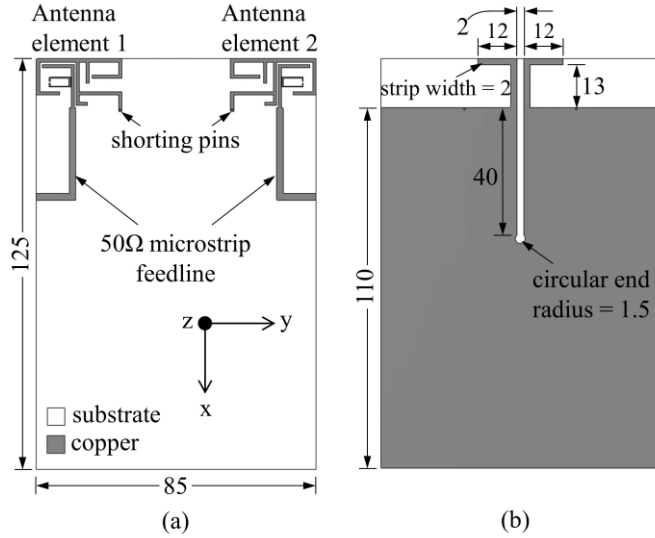 Antenna
element 1
Antenna
element 2
shorting pins
50Ω microstrip
feedline
125
z
y
x
substrate
copper
85
(a)
2
12
12
strip width = 2
13
40
110
circular end
radius = 1.5
(b)